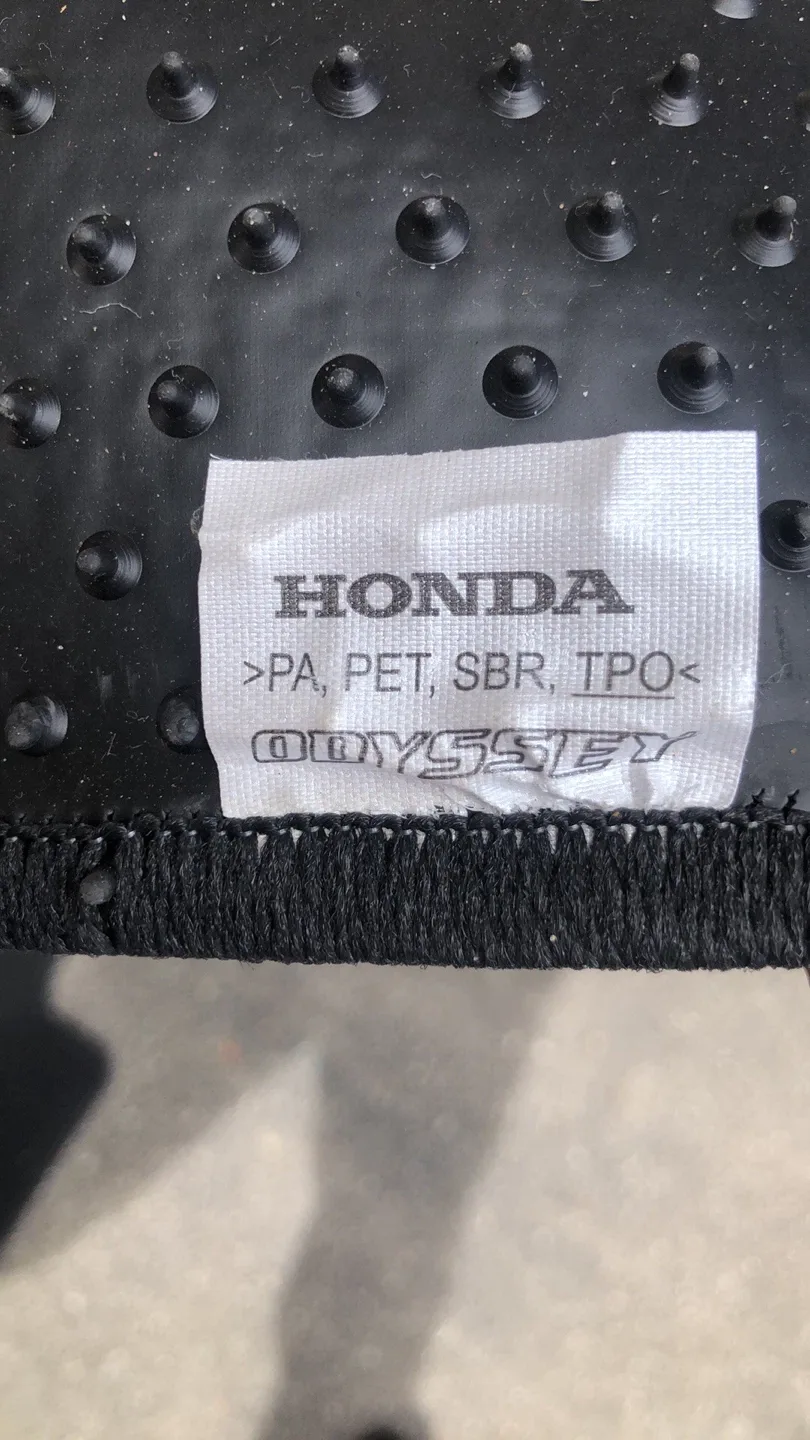 HONDA
>PA, PET, SBR, TPO<
ODYSSEY